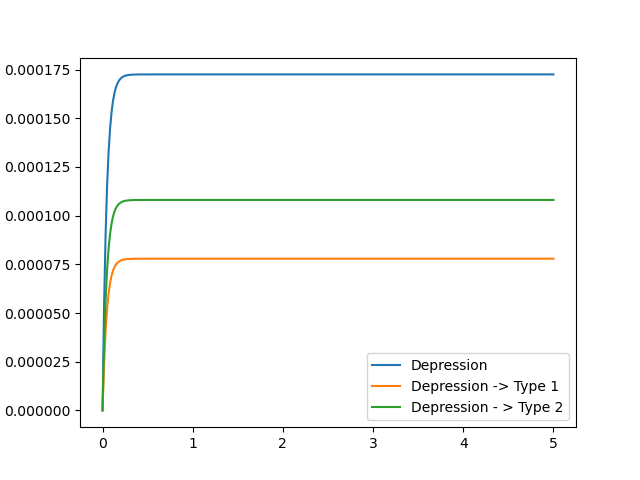 0.000175
0.000150
0.000125
0.000100
0.000075
0.000050
0.000025
0.000000
0 1 2 3 4 5
Depression
Depression -> Type 1
Depression - > Type 2